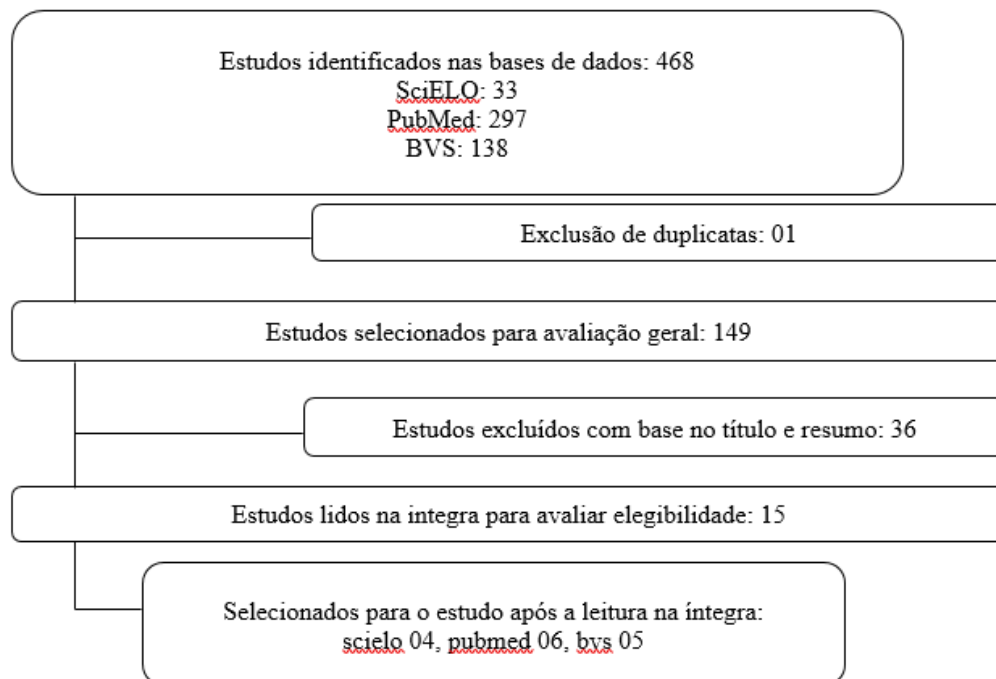 Estudos identificados nas bases de dados: 468
SciELO: 33
PubMed: 297
BVS: 138
Exclusão de duplicatas: 01
Estudos selecionados para avaliação geral: 149
Estudos excluídos com base no título e resumo: 36
Estudos lidos na integra para avaliar elegibilidade: 15
Selecionados para o estudo após a leitura na íntegra:
scielo 04, pubmed 06, bvs 05